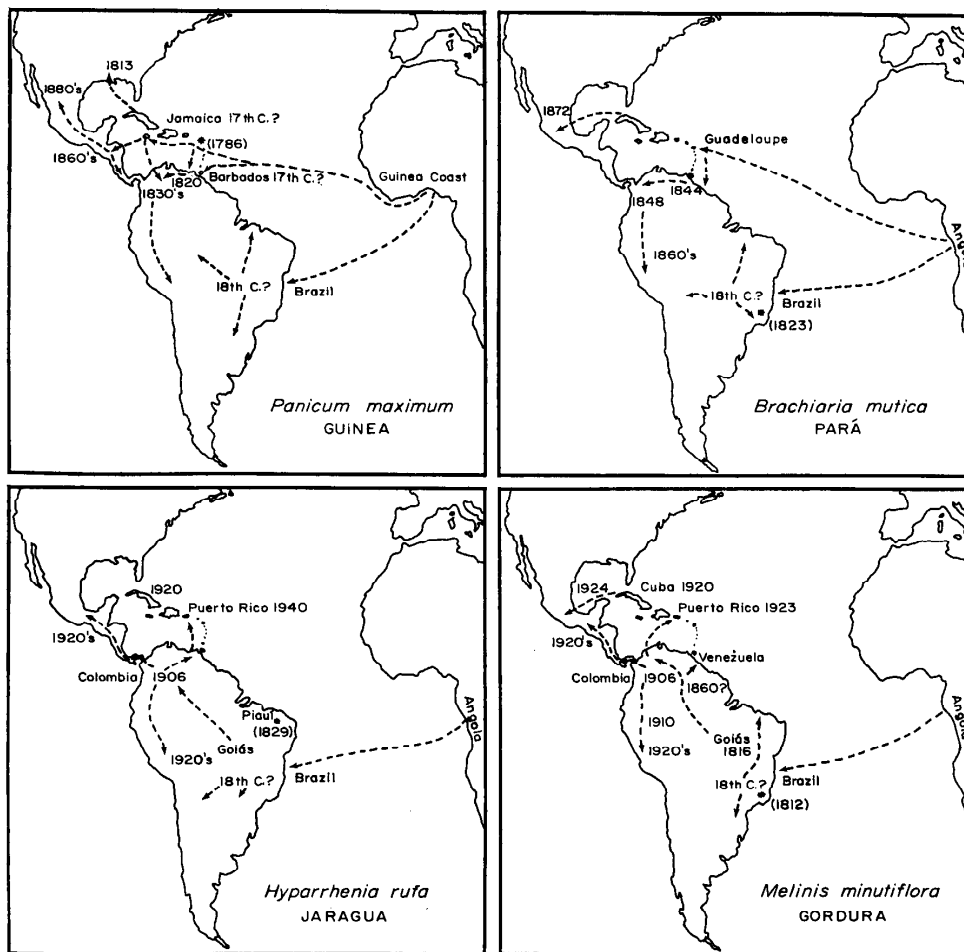 1813
1880's
Jamaica 17th C.?
(1786)
1860's
1820
Barbados 17th C.?
1830's
Guinea Coast
18th C.?
Brazil
Panicum maximum
GUINEA
1872
Guadeloupe
1844
1848
1860's
Angola
18th C.?
Brazil
(1823)
Brachiaria mutica
PARÁ
1920
Puerto Rico 1940
1920's
Colombia
1906
Piauí
(1829)
Goiás
Angola
1920's
Brazil
18th C.?
Hyparrhenia rufa
JARAGUA
1924
Cuba 1920
Puerto Rico 1923
1920's
Venezuela
Colombia
1906
1860?
1910
Goiás
1816
Angola
1920's
Brazil
18th C.?
(1812)
Melinis minutiflora
GORDURA